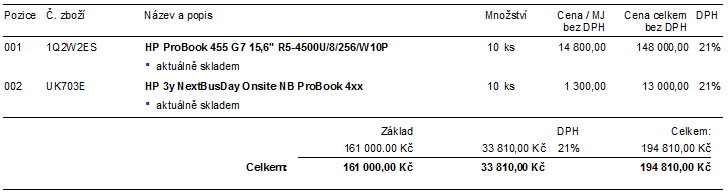 Pozice Č. zboží Název a popis Množství Cena / MJ Cena celkem DPH
bez DPH bez DPH
001 1Q2W2ES HP ProBook 455 G7 15,6" R5-4500U/8/256/W10P 10 ks 14 800,00 148 000,00 21%
▪ aktuálně skladem
002 UK703E HP 3y NextBusDay Onsite NB ProBook 4xx 10 ks 1 300,00 13 000,00 21%
▪ aktuálně skladem
Základ DPH Celkem:
161 000.00 Kč 33 810,00 Kč 21% 194 810,00 Kč
Celkem: 161 000,00 Kč 33 810,00 Kč 194 810,00 Kč